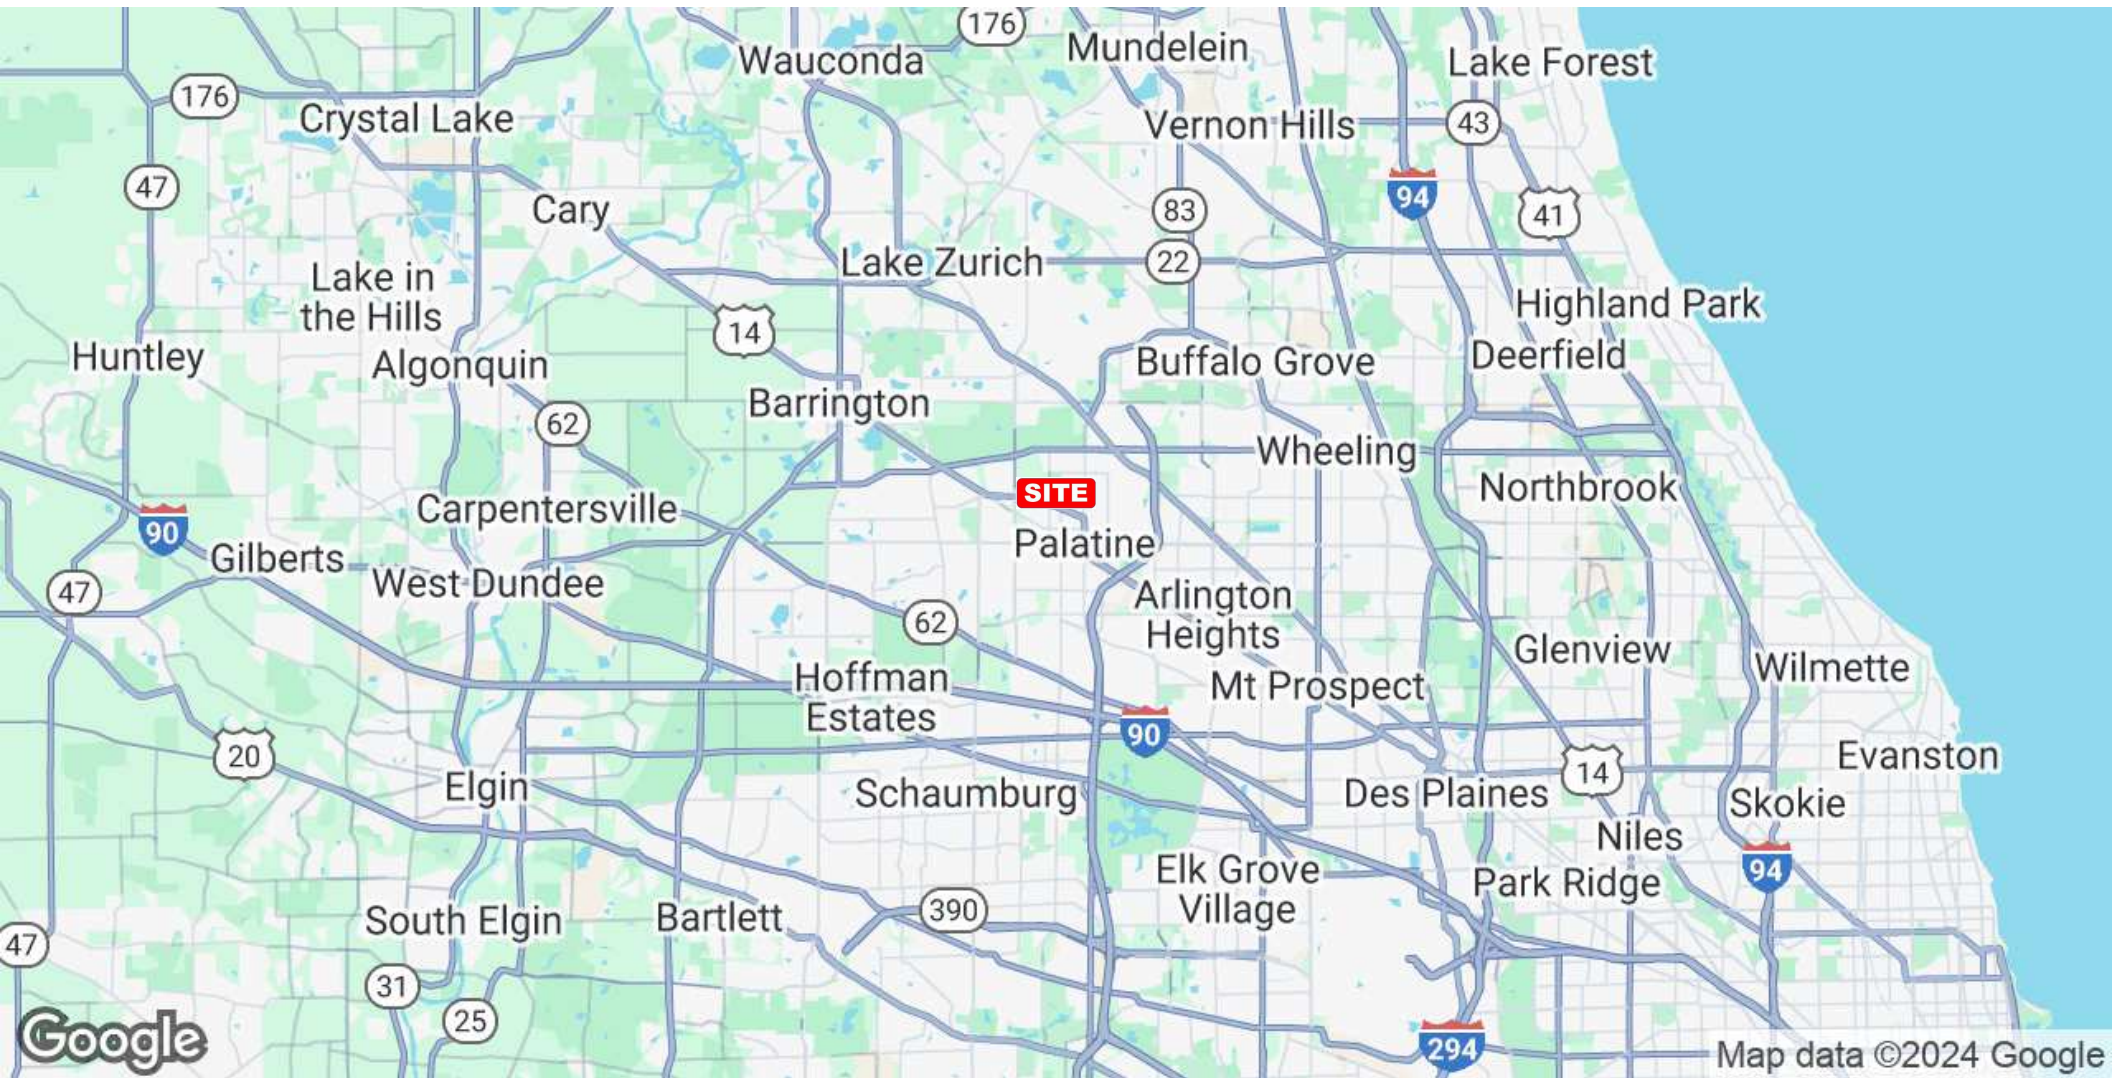 176
Wauconda
Mundelein
Lake Forest
176
Crystal Lake
Vernon Hills
43
47
94
Cary
83
41
Lake Zurich
22
Lake in
the Hills
Highland Park
14
Huntley
Algonquin
Buffalo Grove
Deerfield
Barrington
62
Wheeling
SITE
Northbrook
Carpentersville
90
Palatine
Gilberts
West Dundee
47
Arlington
Heights
62
Glenview
Wilmette
Hoffman
Estates
Mt Prospect
90
20
14
Evanston
Elgin
Schaumburg
Des Plaines
Skokie
Niles
Elk Grove
Village
94
Park Ridge
390
South Elgin
Bartlett
47
31
25
Google
294
Map data ©2024 Google